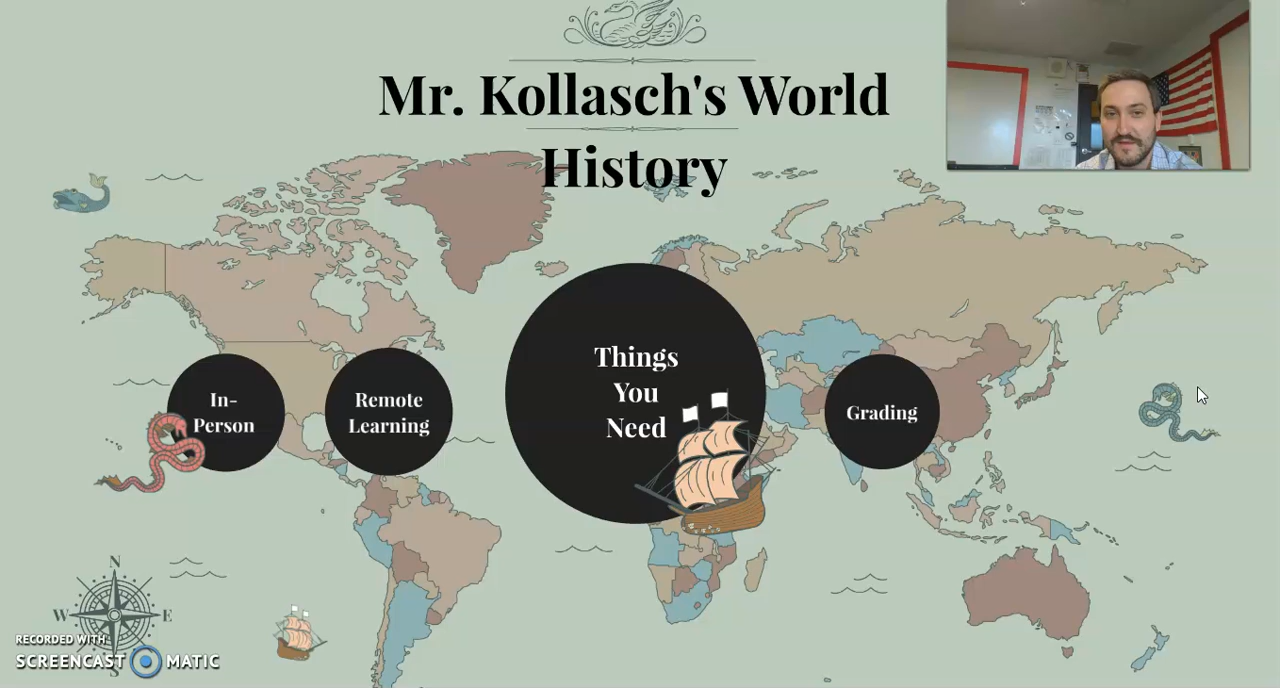 Mr. Kollasch's World
History
In-
Person
Remote
Learning
Things
You
Need
Grading
N
W E
S
RECORDED WITH
SCREENCAST MATIC